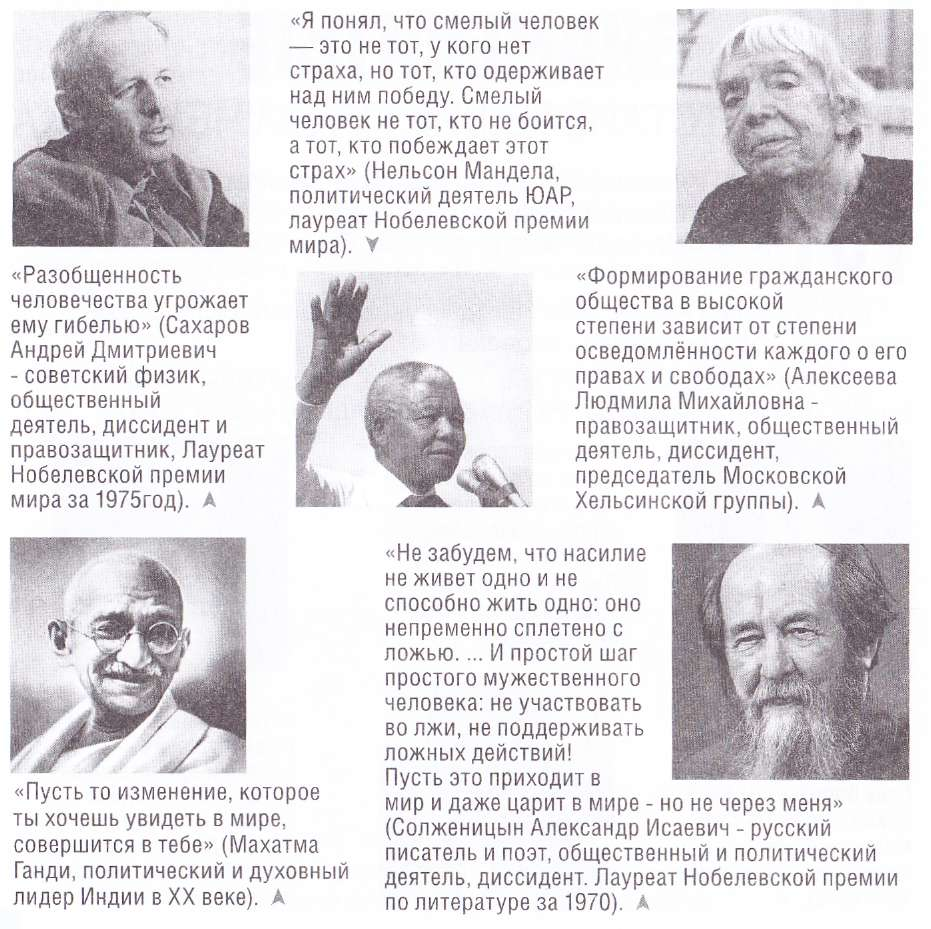 «Я понял, что смелый человек
— это не тот, у кого нет
страха, но тот, кто одерживает
над ним победу. Смелый
человек не тот, кто не боится,
а тот, кто побеждает этот
страх» (Нельсон Мандела,
политический деятель ЮАР,
лауреат Нобелевской премии
мира).
«Разобщенность
человечества угрожает
ему гибелью» (Сахаров
Андрей Дмитриевич
- советский физик,
общественный
деятель, диссидент и
правозащитник, Лауреат
Нобелевской премии
мира за 1975год).
«Формирование гражданского
общества в высокой
степени зависит от степени
осведомлённости каждого о его
правах и свободах» (Алексеева
Людмила Михайловна -
правозащитник, общественный
деятель, диссидент,
председатель Московской
Хельсинской группы).
«Не забудем, что насилие
не живет одно и не
способно жить одно: оно
непременно сплетено с
ложью. ... И простой шаг
простого мужественного
человека: не участвовать
во лжи, не поддерживать
ложных действий!
Пусть это приходит в
мир и даже царит в мире - но не через меня»
(Солженицын Александр Исаевич - русский
писатель и поэт, общественный и политический
деятель, диссидент. Лауреат Нобелевской премии
по литературе за 1970).
«Пусть то изменение, которое
ты хочешь увидеть в мире,
совершится в тебе» (Махатма
Ганди, политический и духовный
лидер Индии в XX веке).